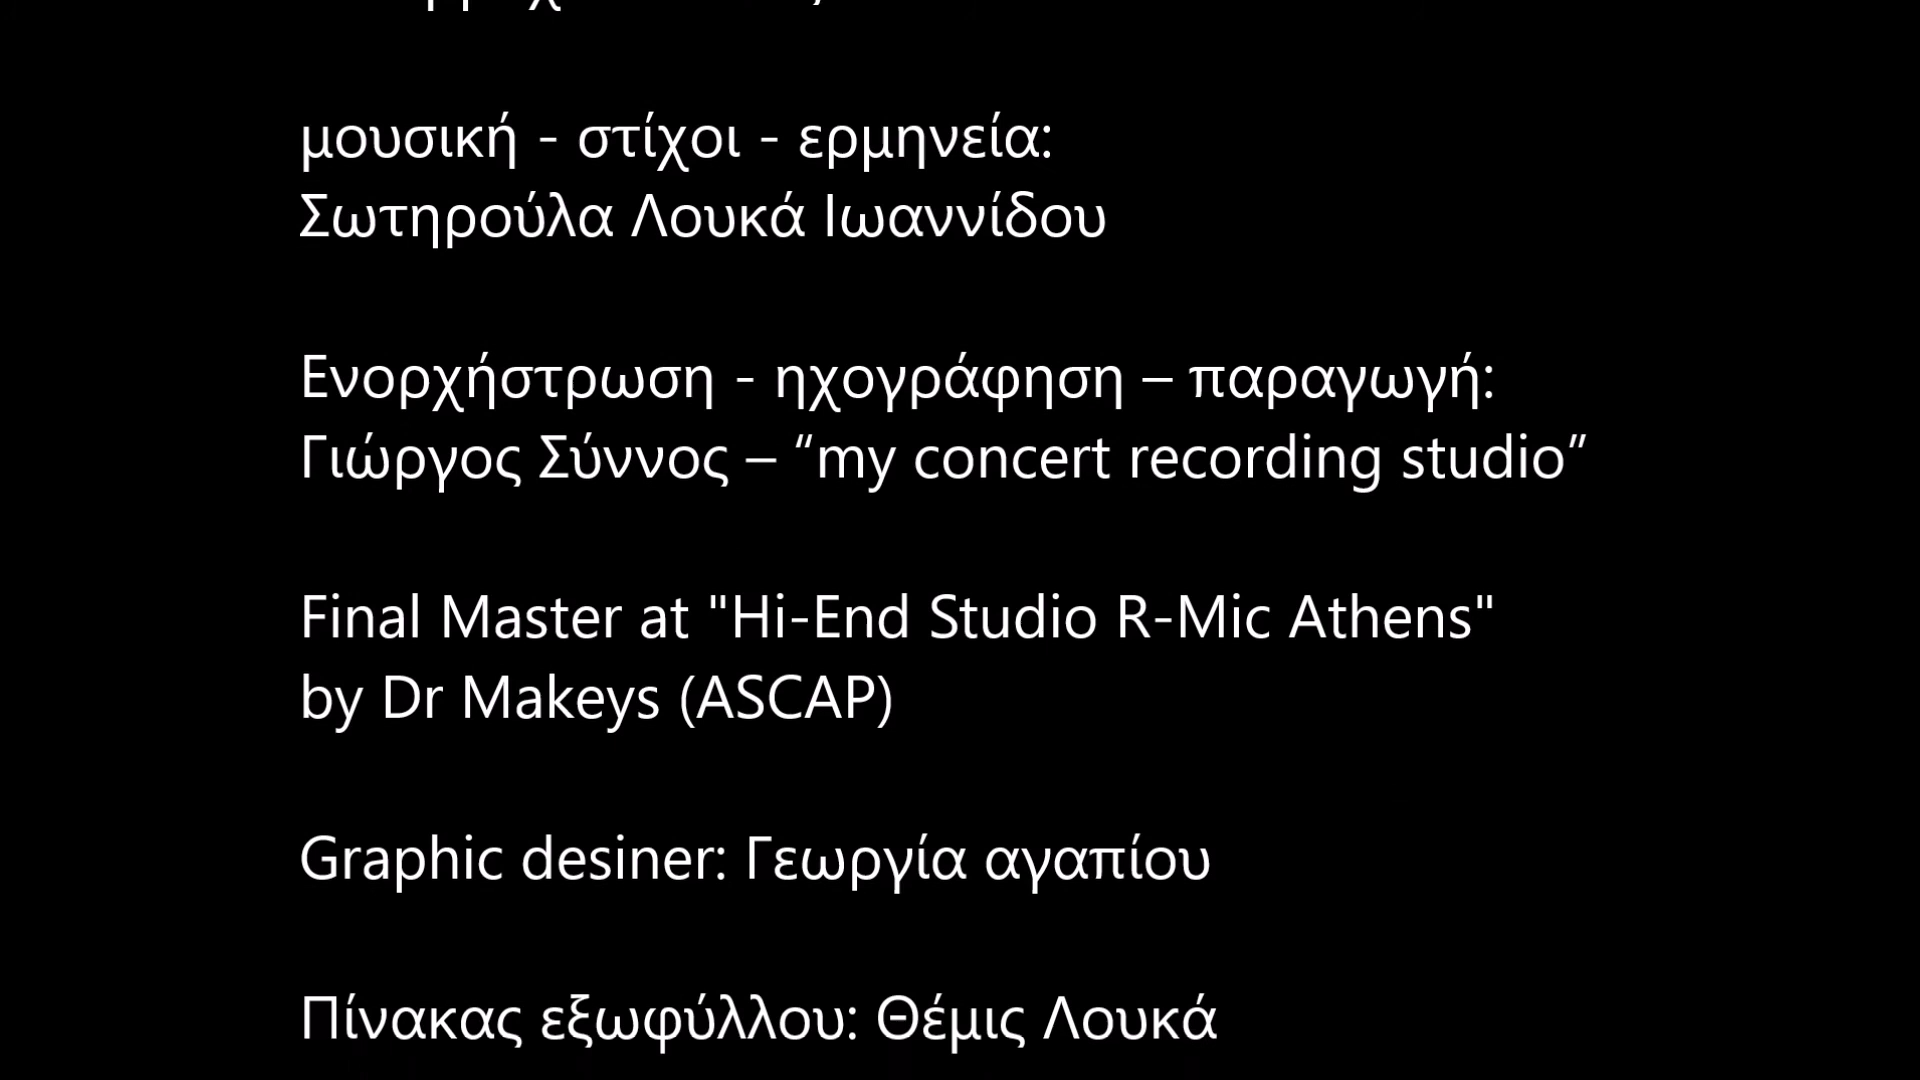 μουσική - στίχοι - ερμηνεία:
Σωτηρούλα Λουκά Ιωαννίδου
Ενορχήστρωση - ηχογράφηση – παραγωγή:
Γιώργος Σύννος – “my concert recording studio”
Final Master at "Hi-End Studio R-Mic Athens"
by Dr Makeys (ASCAP)
Graphic desiner: Γεωργία αγαπίου
Πίνακας εξωφύλλου: Θέμις Λουκά